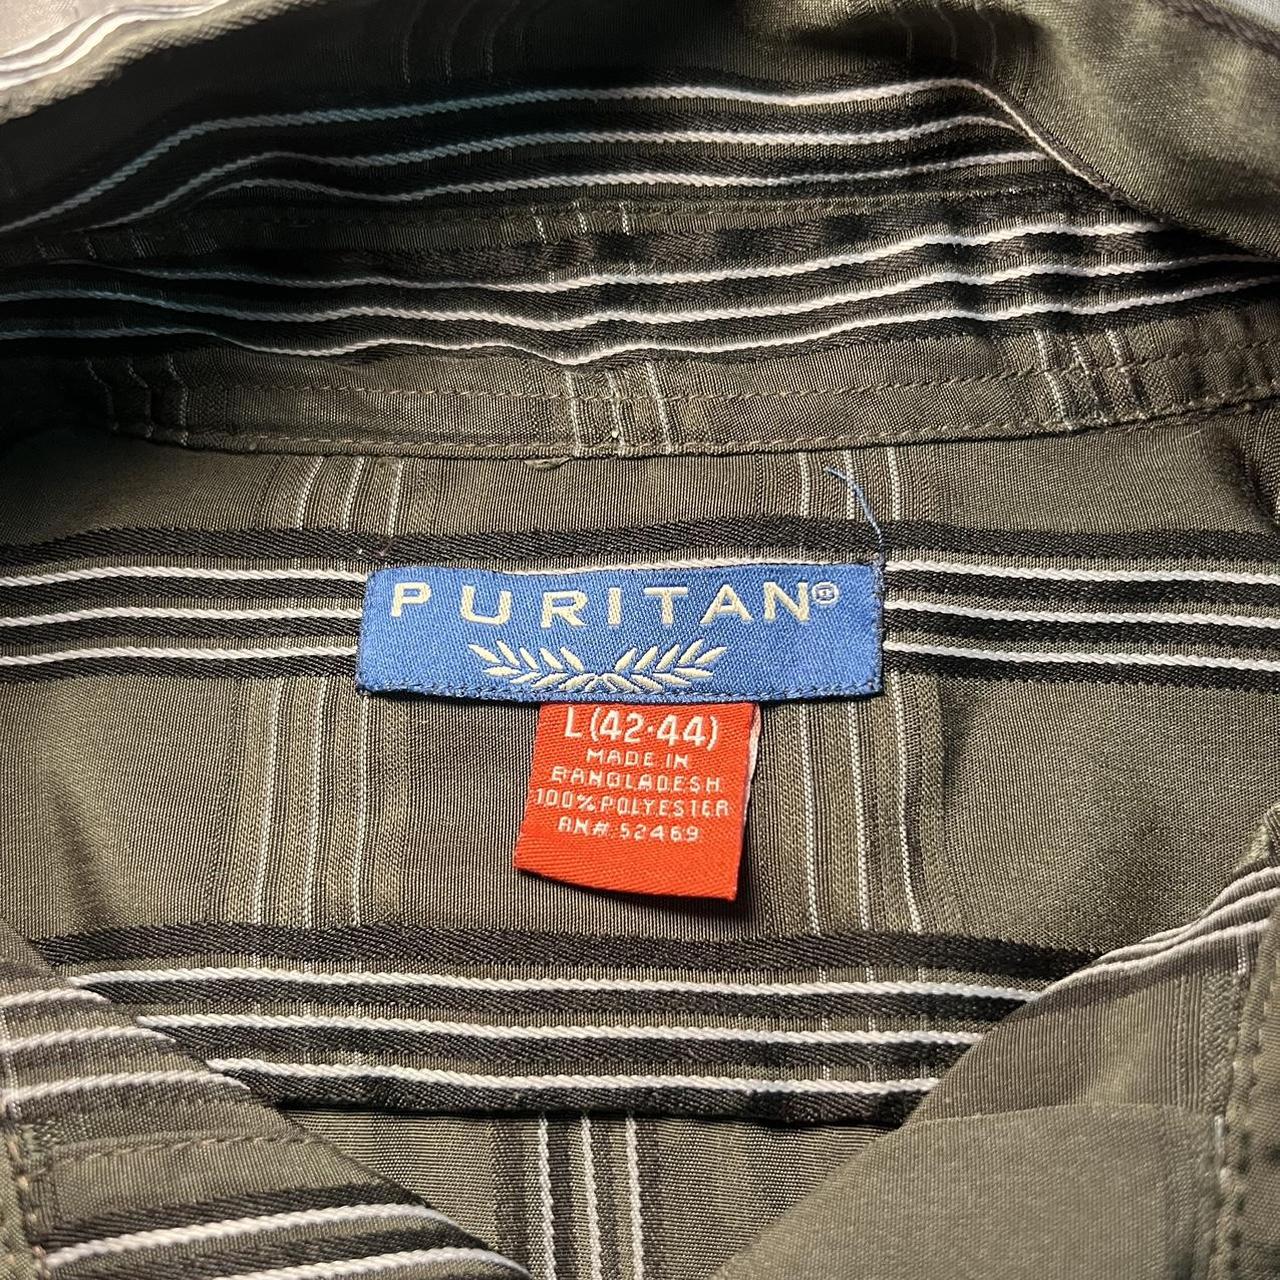 PURITAN®
L (42·44)
MADE IN
BANGLADESH
100% POLYESTER
RN# 52469